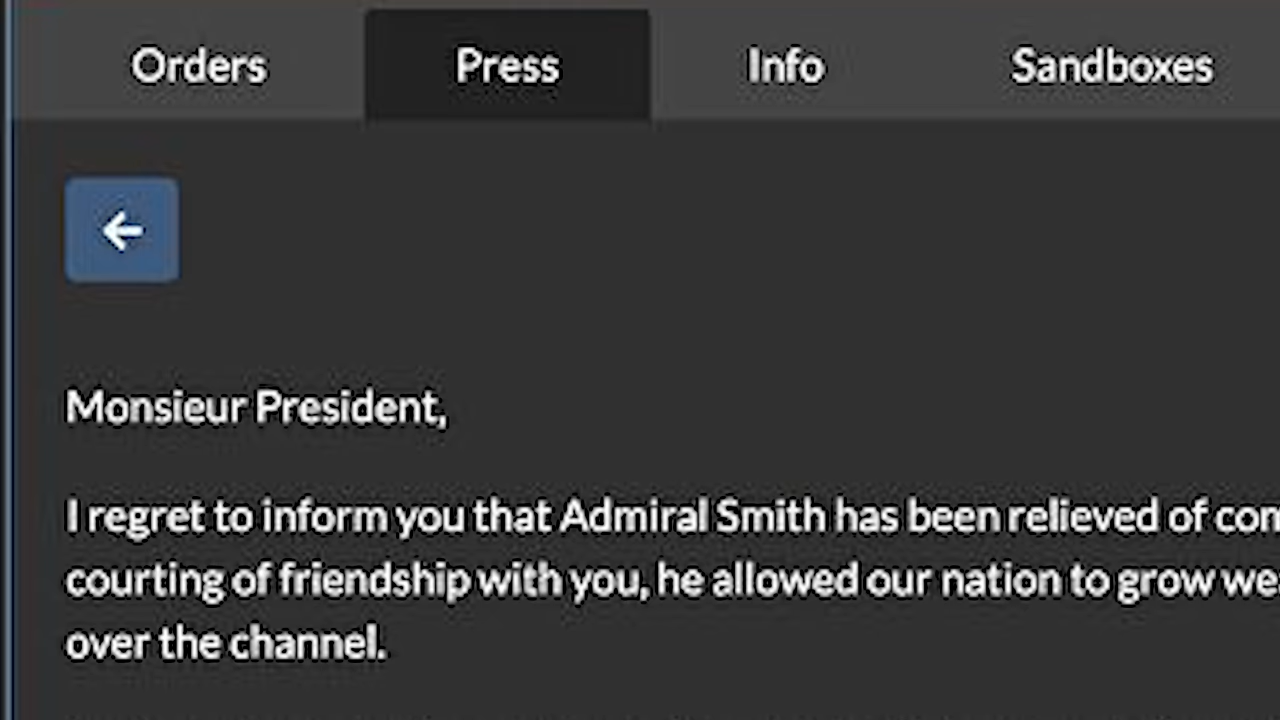 Orders Press Info Sandboxes
Monsieur President,
I regret to inform you that Admiral Smith has been relieved of
courting of friendship with you, he allowed our nation to grow
over the channel.